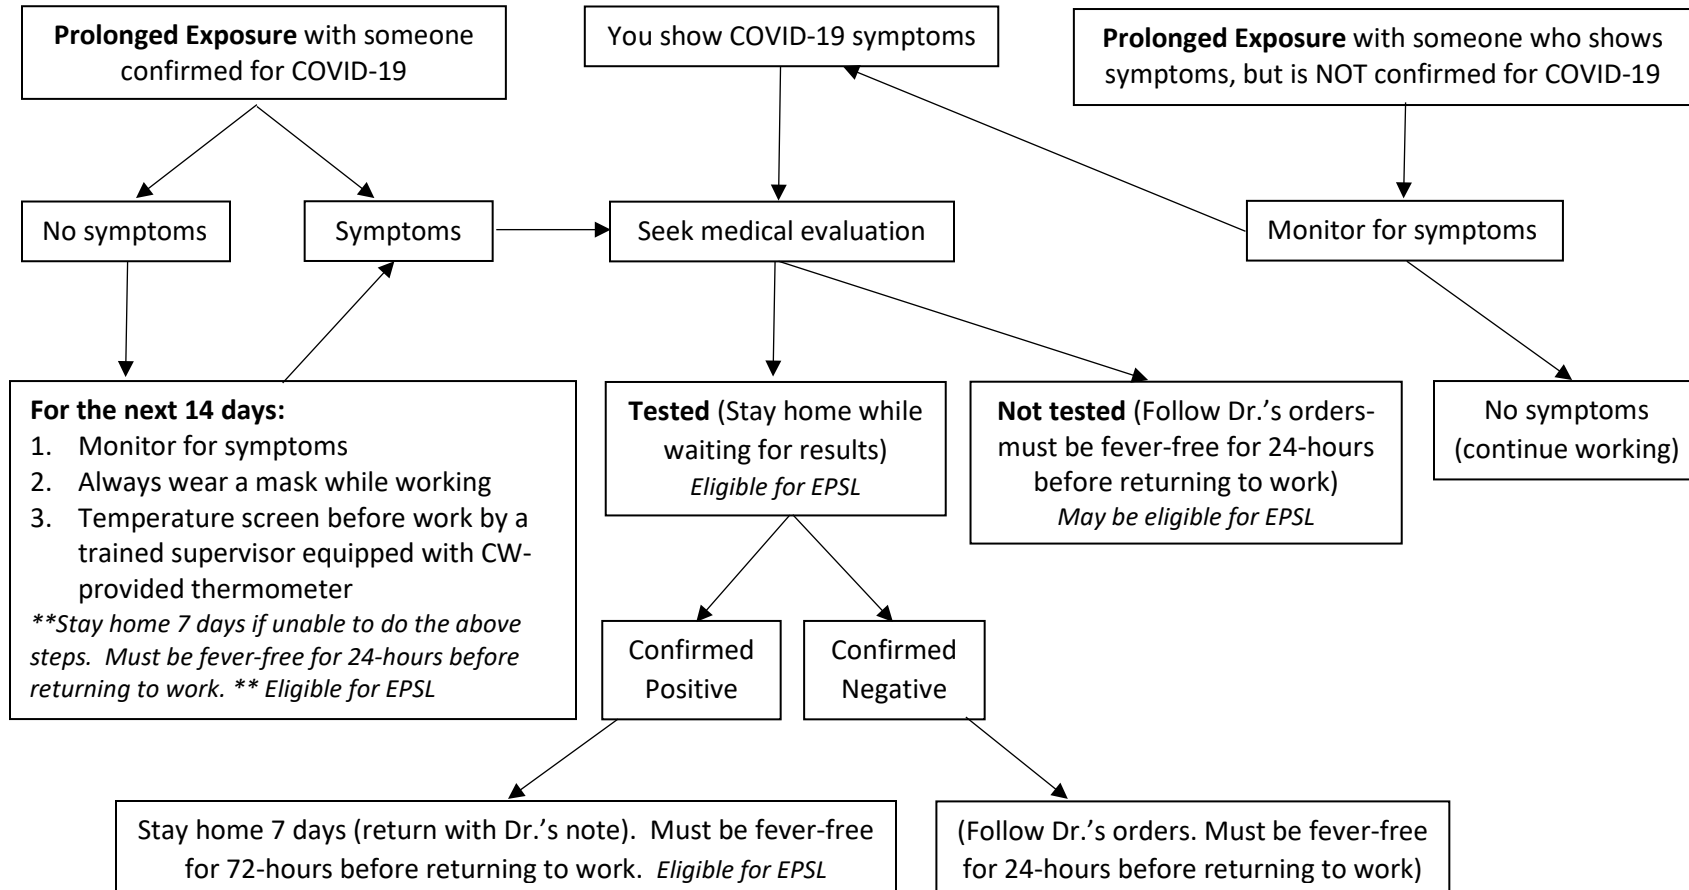 Prolonged Exposure with someone
confirmed for COVID-19
You show COVID-19 symptoms
Prolonged Exposure with someone who shows
symptoms, but is NOT confirmed for COVID-19
No symptoms
Symptoms
Seek medical evaluation
Monitor for symptoms
For the next 14 days:
1. Monitor for symptoms
2. Always wear a mask while working
3. Temperature screen before work by a
trained supervisor equipped with CW-
provided thermometer
**Stay home 7 days if unable to do the above
steps. Must be fever-free for 24-hours before
returning to work. ** Eligible for EPSL
Tested (Stay home while
waiting for results)
Eligible for EPSL
Not tested (Follow Dr.'s orders-
must be fever-free for 24-hours
before returning to work)
May be eligible for EPSL
No symptoms
(continue working)
Confirmed
Positive
Confirmed
Negative
Stay home 7 days (return with Dr.'s note). Must be fever-free
for 72-hours before returning to work. Eligible for EPSL
(Follow Dr.'s orders. Must be fever-free
for 24-hours before returning to work)